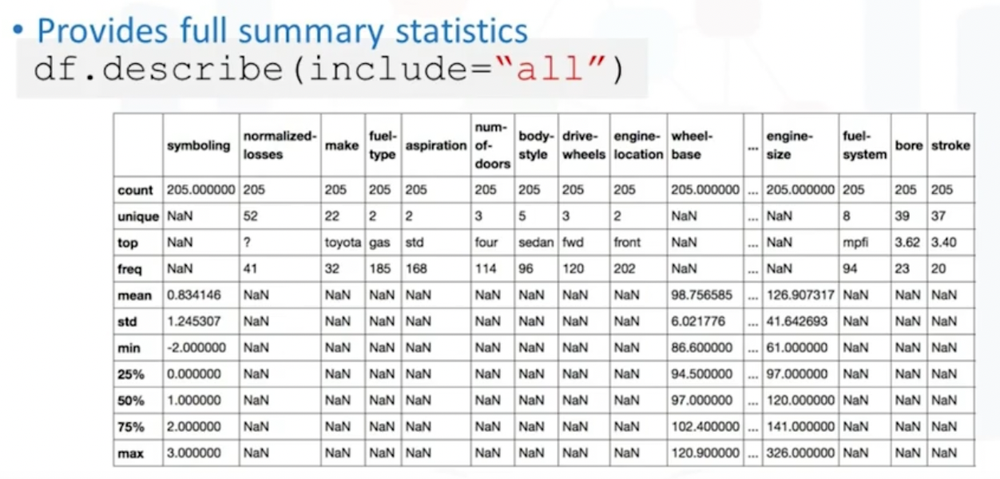 • Provides full summary statistics
df.describe(include=“all”)
symboling normalized-losses make fuel-type aspiration num-of-doors body-style drive-wheels engine-location wheel-base ... engine-size fuel-system bore stroke
count 205.000000 205 205 205 205 205 205 205 205 205.000000 ... 205.000000 205 205 205
unique NaN 52 22 2 2 3 5 3 2 NaN ... NaN 8 39 37
top NaN ? toyota gas std four sedan fwd front NaN ... NaN mpfi 3.62 3.40
freq NaN 41 32 185 168 114 96 120 202 NaN ... NaN 94 23 20
mean 0.834146 NaN NaN NaN NaN NaN NaN NaN NaN 98.756585 ... 126.907317 NaN NaN NaN
std 1.245307 NaN NaN NaN NaN NaN NaN NaN NaN 6.021776 ... 41.642693 NaN NaN NaN
min -2.000000 NaN NaN NaN NaN NaN NaN NaN NaN 86.600000 ... 61.000000 NaN NaN NaN
25% 0.000000 NaN NaN NaN NaN NaN NaN NaN NaN 94.500000 ... 97.000000 NaN NaN NaN
50% 1.000000 NaN NaN NaN NaN NaN NaN NaN NaN 97.000000 ... 120.000000 NaN NaN NaN
75% 2.000000 NaN NaN NaN NaN NaN NaN NaN NaN 102.400000 ... 141.000000 NaN NaN NaN
max 3.000000 NaN NaN NaN NaN NaN NaN NaN NaN 120.900000 ... 326.000000 NaN NaN NaN